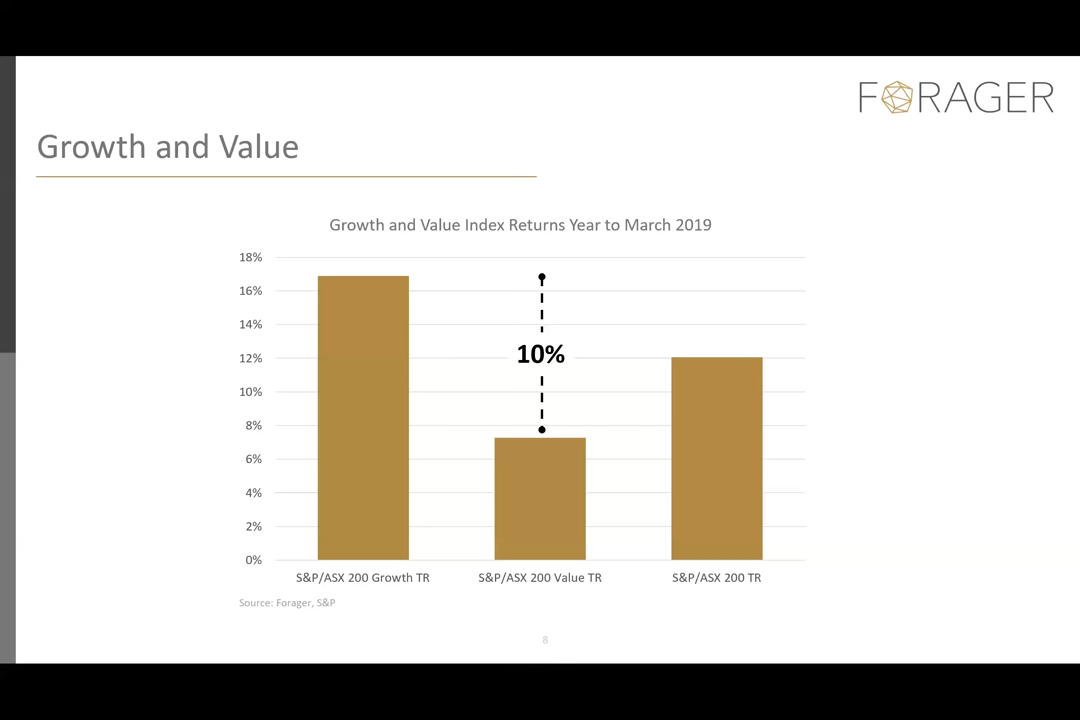 FORAGER
Growth and Value
Growth and Value Index Returns Year to March 2019
18%
16%
14%
12%
10%
8%
6%
4%
2%
0%
10%
S&P/ASX 200 Growth TR
S&P/ASX 200 Value TR
S&P/ASX 200 TR
Source: Forager, S&P
8